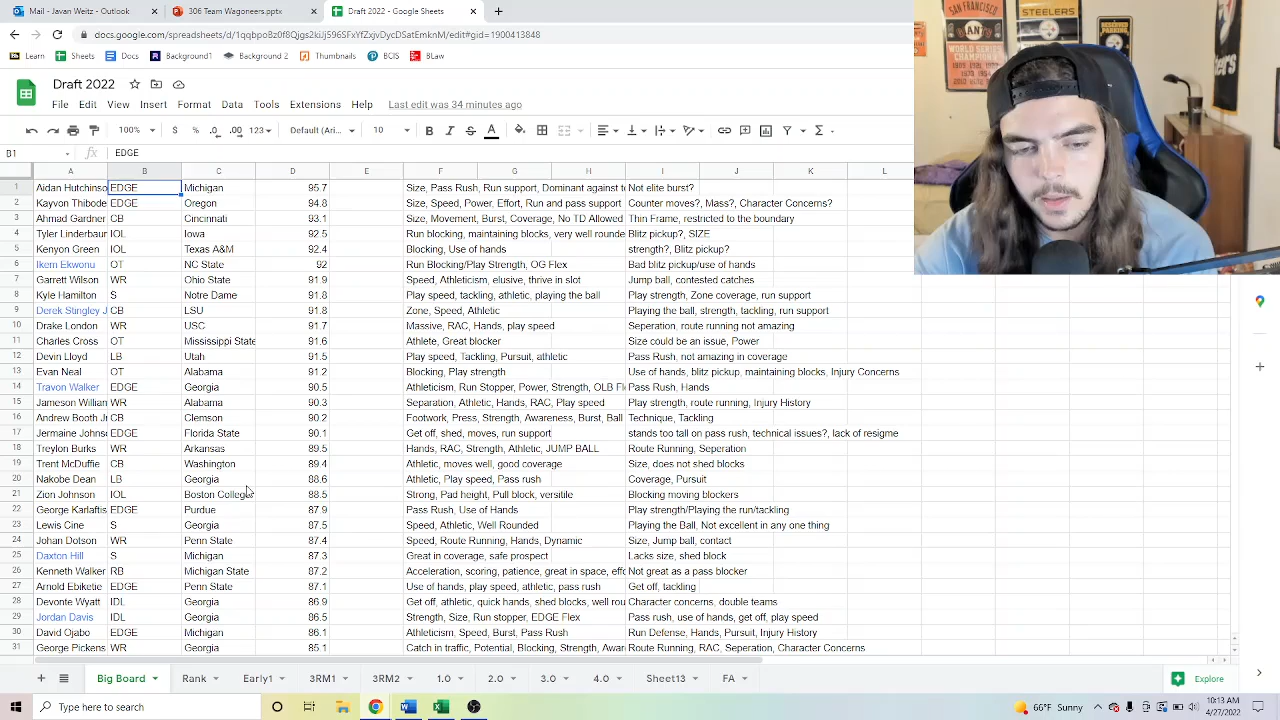 Mail - Javan Weitz - Outlook
106 Terry Waggoners.pptx
Draft 2022 - Google Sheets
Learn Sheets Docs Background Backup Thumbnails PCIS SLaw
Draft 2022
File Edit View Insert Format Data Tools Extensions Help Last edit was 34 minutes ago
100% $ % .0 .00 123 Default (Ari... 10 B I S A
B1 fx EDGE
A B C D E F G H I J K L
1 Aidan Hutchinso EDGE Michigan 96.7 Size, Pass Rush, Run support, Dominant against t Not elite burst?
2 Kayvon Thibode EDGE Oregon 94.8 Size, Speed, Power, Effort, Run and pass support Counter moves?, Mass?, Character Concerns?
3 Ahmad Gardner CB Cincinnati 93.1 Size, Movement, Burst, Coverage, No TD Allowed Thin Frame, restricted to the boundary
4 Tyler Linderbaur IOL Iowa 92.5 Run blocking, maintaining blocks, very well rounde Blitz pickup?, SIZE
5 Kenyon Green IOL Texas A&M 92.4 Blocking, Use of hands strength?, Blitz pickup?
6 Ikem Ekwonu OT NC State 92 Run Blocking/Play Strength, OG Flex Bad blitz pickup/use of hands
7 Garrett Wilson WR Ohio State 92 Speed, Athleticism, elusive, can play in slot Jump ball, contested catches
8 Kyle Hamilton S Notre Dame 91.8 Play speed, tackling, athletic, playing the ball Play strength, Zone coverage, run support
9 Derek Stingley J CB LSU 91.8 Zone, Speed, Athletic Playing the ball, strength, tackling, run support
10 Drake London WR USC 91.7 Massive, RAC, Hands, play speed Seperation, route running not amazing
11 Charles Cross OT Mississippi State 91.6 Athlete, Great blocker Size could be an issue, Power
12 Devin Lloyd LB Utah 91.5 Play speed, Tackling, Pursuit, athletic Pass Rush, not amazing in coverage
13 Evan Neal OT Alabama 91.2 Blocking, Play strength Use of hands, blitz pickup, maintaining blocks, Injury Concerns
14 Travon Walker EDGE Georgia 90.5 Athleticism, Run Stopper, Power, Strength, OLB Fl Pass Rush, Hands
15 Jameson William WR Alabama 90.3 Separation, Athletic, Hands, RAC, Play speed Play strength, route running, Injury History
16 Andrew Booth Jr CB Clemson 90.2 Footwork, Press, Strength, Awareness, Burst, Ball Technique, Tackling
17 Jermaine Johnso EDGE Florida State 90.1 Get off, shed, moves, run support stands too tall on pass rush, technical issues?, lack of resigme
18 Treylon Burks WR Arkansas 89.5 Hands, RAC, Strength, Athletic, JUMP BALL Route Running, Seperation
19 Trent McDuffie CB Washington 89.4 Athletic, moves well, good coverage Size, does not shed blocks
20 Nakobe Dean LB Georgia 88.6 Athletic, play speed, Pass rush Coverage, Pursuit
21 Zion Johnson IOL Boston College 88.5 Strong, Pad height, Pull block, versitile Blocking moving blockers
22 George Karlaftis EDGE Purdue 87.9 Pass Rush, Use of Hands Play strength/Playing the run/tackling
23 Lewis Cine S Georgia 87.5 Speed, Athletic, Well Rounded Playing the Ball, Not excellent in any one thing
24 Johan Dotson WR Penn State 87.4 Speed, Route Running, Hands, Dynamic Size, Jump ball, contact
25 Daxton Hill S Michigan 87.3 Great in coverage, safe prospect Lacks size, shed block
26 Kenneth Walker RB Michigan State 87.2 Acceleration, scoring, patience, great in space, effo Not great as a pass blocker
27 Arnold Ebiketie EDGE Penn State 87.1 Use of hands, play speed, athletic, pass rush Get off, tackling
28 Devonte Wyatt IDL Georgia 86.9 Get off, athletic, quick hands, shed blocks, well rou Character concerns, double teams
29 Jordan Davis IDL Georgia 86.5 Strength, Size, Run stopper, EDGE Flex Pass rush, use of hands, get off, play speed
30 David Ojabo EDGE Michigan 86.1 Athleticism, Speed, Burst, Pass Rush Run Defense, Hands, Pursuit, Injury History
31 George Pickens WR Georgia 85.1 Catch in traffic, Potential, Blocking, Strength, Awar Route Running, RAC, Seperation, Character Concerns
Big Board Rank Early1 3RM1 3RM2 1.0 2.0 3.0 4.0 Sheet13 FA Explore
Type here to search
66°F Sunny
10:13 AM
4/27/2022
SAN FRANCISCO
GIANTS
WORLD SERIES
CHAMPIONS
STEELERS
PARKING